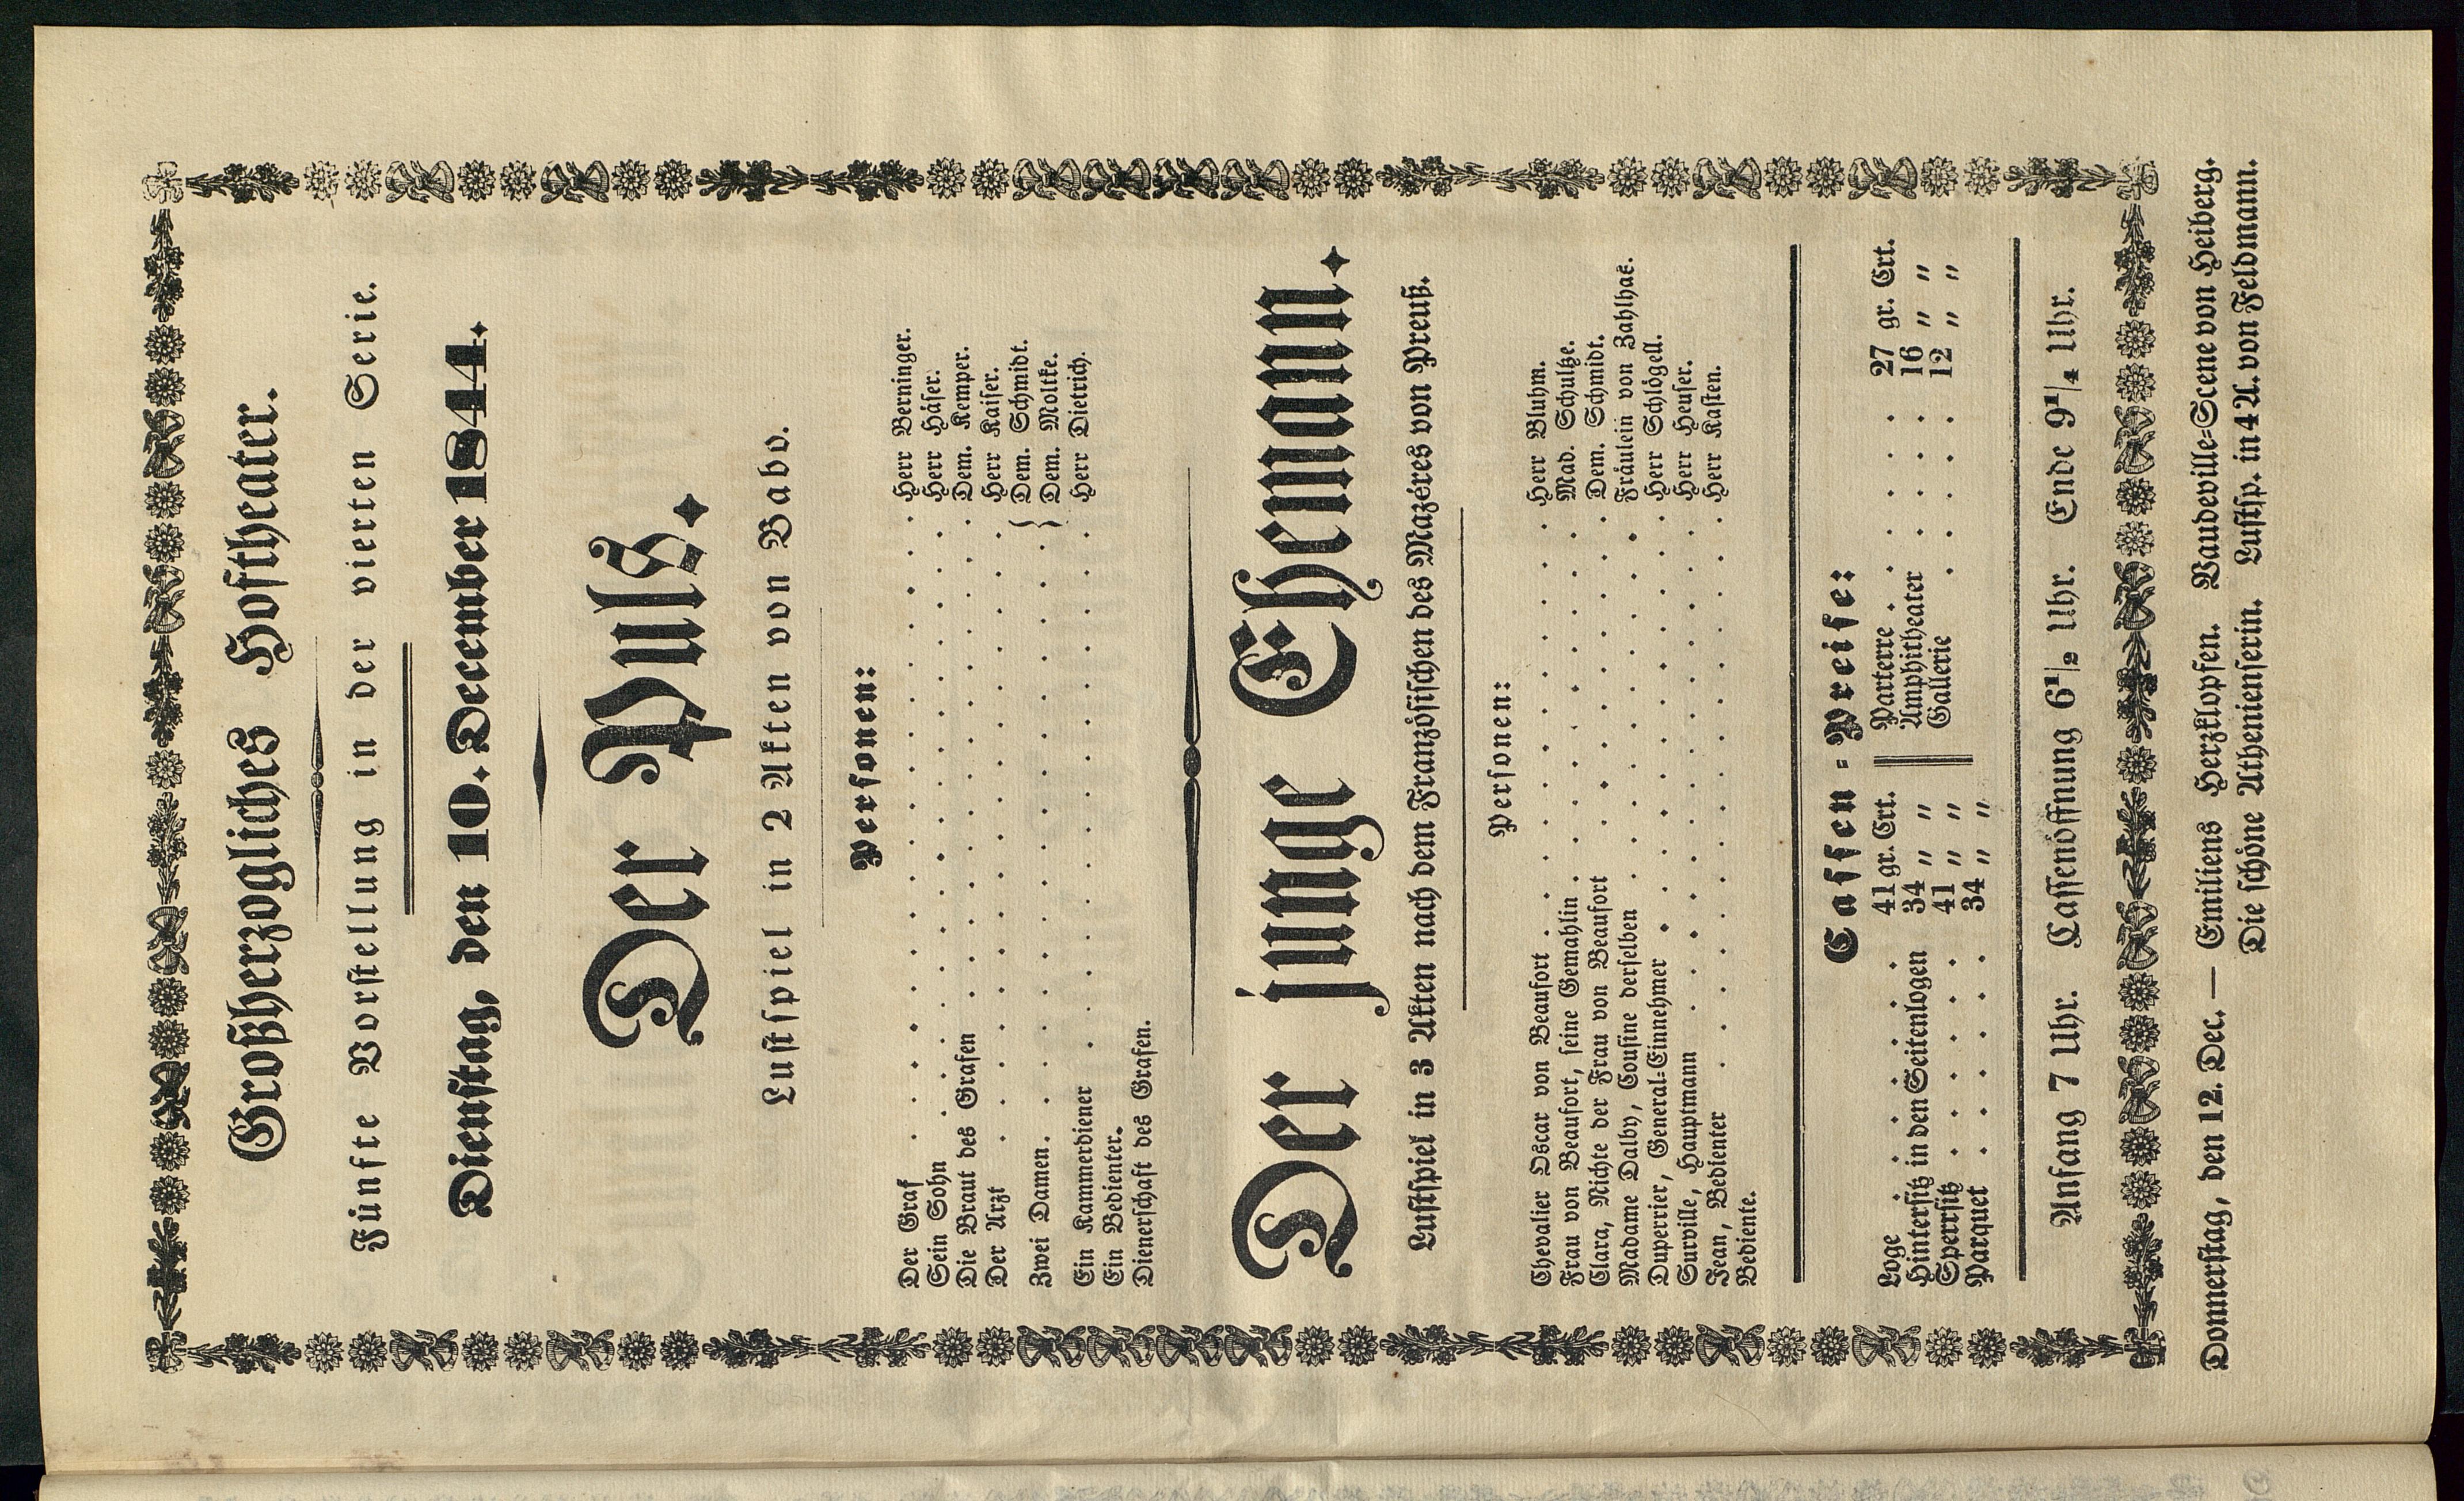 Großherzogliches Hoftheater.
Fünfte Vorstellung in der vierten Serie.
Dienstag, den 10. December 1844.
Der Puls.
Lustspiel in 2 Akten von Babo.
Personen:
Der Graf . . . . . . . . . . Herr Berninger.
Sein Sohn . . . . . . . . . . Herr Häser.
Die Braut des Grafen . . . . . . . . . . Dem. Kemper.
Der Arzt . . . . . . . . . . Herr Kaiser.
Zwei Damen . . . . . . . . . . { Dem. Schmidt.
Dem. Moltke.
Ein Kammerdiener . . . . . . . . . . Herr Dietrich.
Ein Bedienter.
Dienerschaft des Grafen.
Der junge Ehemann.
Lustspiel in 3 Akten nach dem Französischen des Mazéres von Preuß.
Personen:
Chevalier Oscar von Beaufort . . . . . . . . . . Herr Bluhm.
Frau von Beaufort, seine Gemahlin . . . . . . . . . . Mad. Schultze.
Clara, Nichte der Frau von Beaufort . . . . . . . . . . Dem. Schmidt.
Madame Dalby, Cousine derselben . . . . . . . . . . Fräulein von Zahlhas.
Duperrier, General-Einnehmer . . . . . . . . . . Herr Schlögell.
Surville, Hauptmann . . . . . . . . . . Herr Heuser.
Jean, Bedienter . . . . . . . . . . Herr Kasten.
Bediente.
Cassen-Preise:
Loge . . . . . 41 gr. Crt.
Hintersitz in den Seitenlogen 34 " "
Sperrsitz . . . . . 41 " "
Parquet . . . . . 34 " "
Parterre . . . . . 27 gr. Crt.
Amphitheater . . . . . 16 " "
Gallerie . . . . . 12 " "
Anfang 7 Uhr. Cassenöffnung 6 1/2 Uhr. Ende 9 1/4 Uhr.
Donnerstag, den 12. Dec. — Emiliens Herzklopfen. Vaudeville-Scene von Heiberg.
Die schöne Athenienserin. Lustsp. in 4 A. von Feldmann.